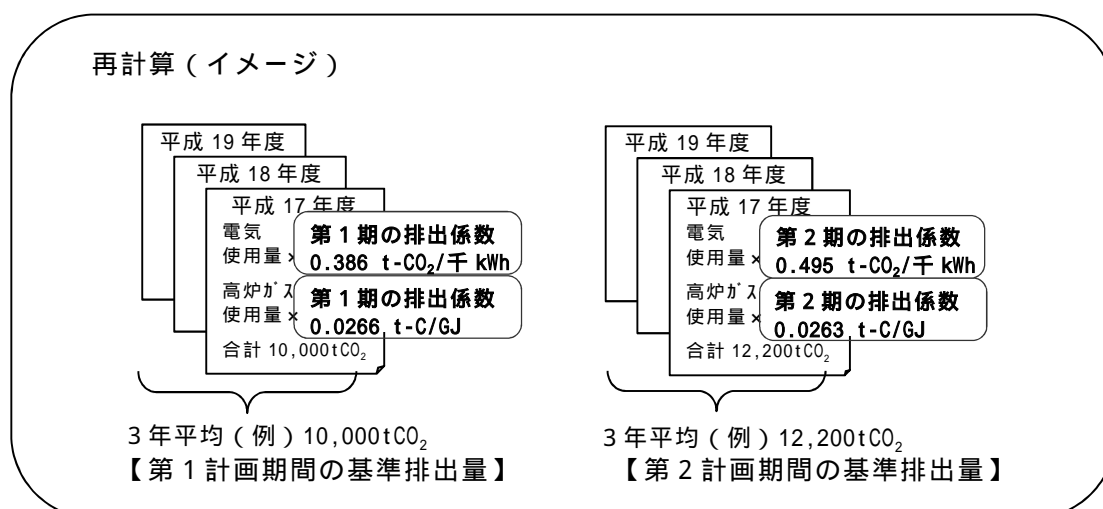 再計算（イメージ）
平成 19 年度
平成 18 年度
平成 17 年度
電気
使用量×
第１期の排出係数
0.386 t-CO₂/千 kWh
高炉ｶﾞｽ
使用量×
第１期の排出係数
0.0266 t-C/GJ
合計 10,000tCO₂
３年平均（例）10,000tCO₂
【第１計画期間の基準排出量】
平成 19 年度
平成 18 年度
平成 17 年度
電気
使用量×
第２期の排出係数
0.495 t-CO₂/千 kWh
高炉ｶﾞｽ
使用量×
第２期の排出係数
0.0263 t-C/GJ
合計 12,200tCO₂
３年平均（例）12,200tCO₂
【第２計画期間の基準排出量】